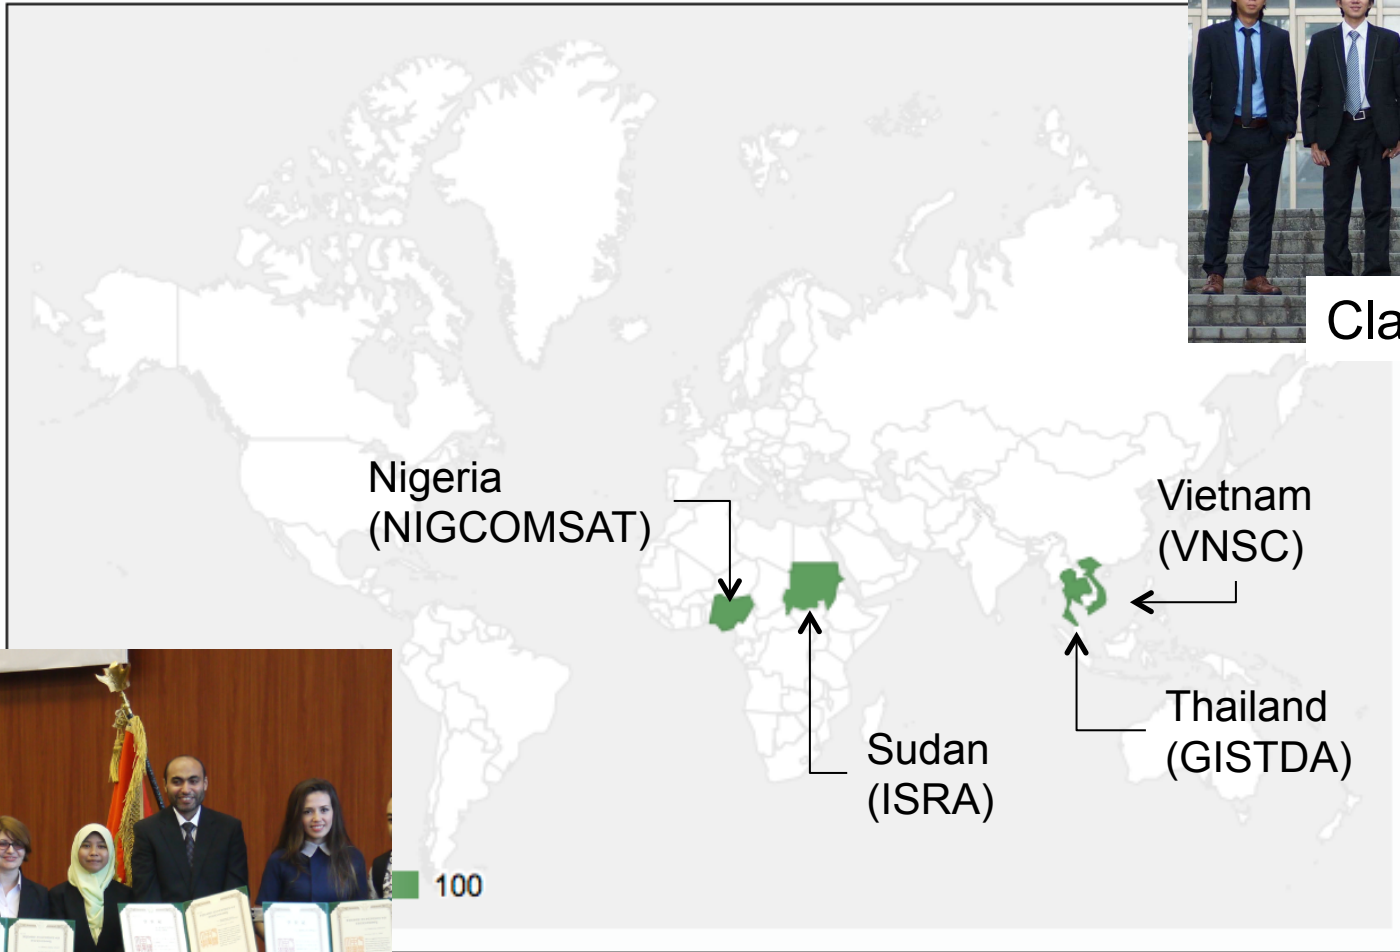 Cla
Nigeria
(NIGCOMSAT)
Vietnam
(VNSC)
Thailand
(GISTDA)
Sudan
(ISRA)
100